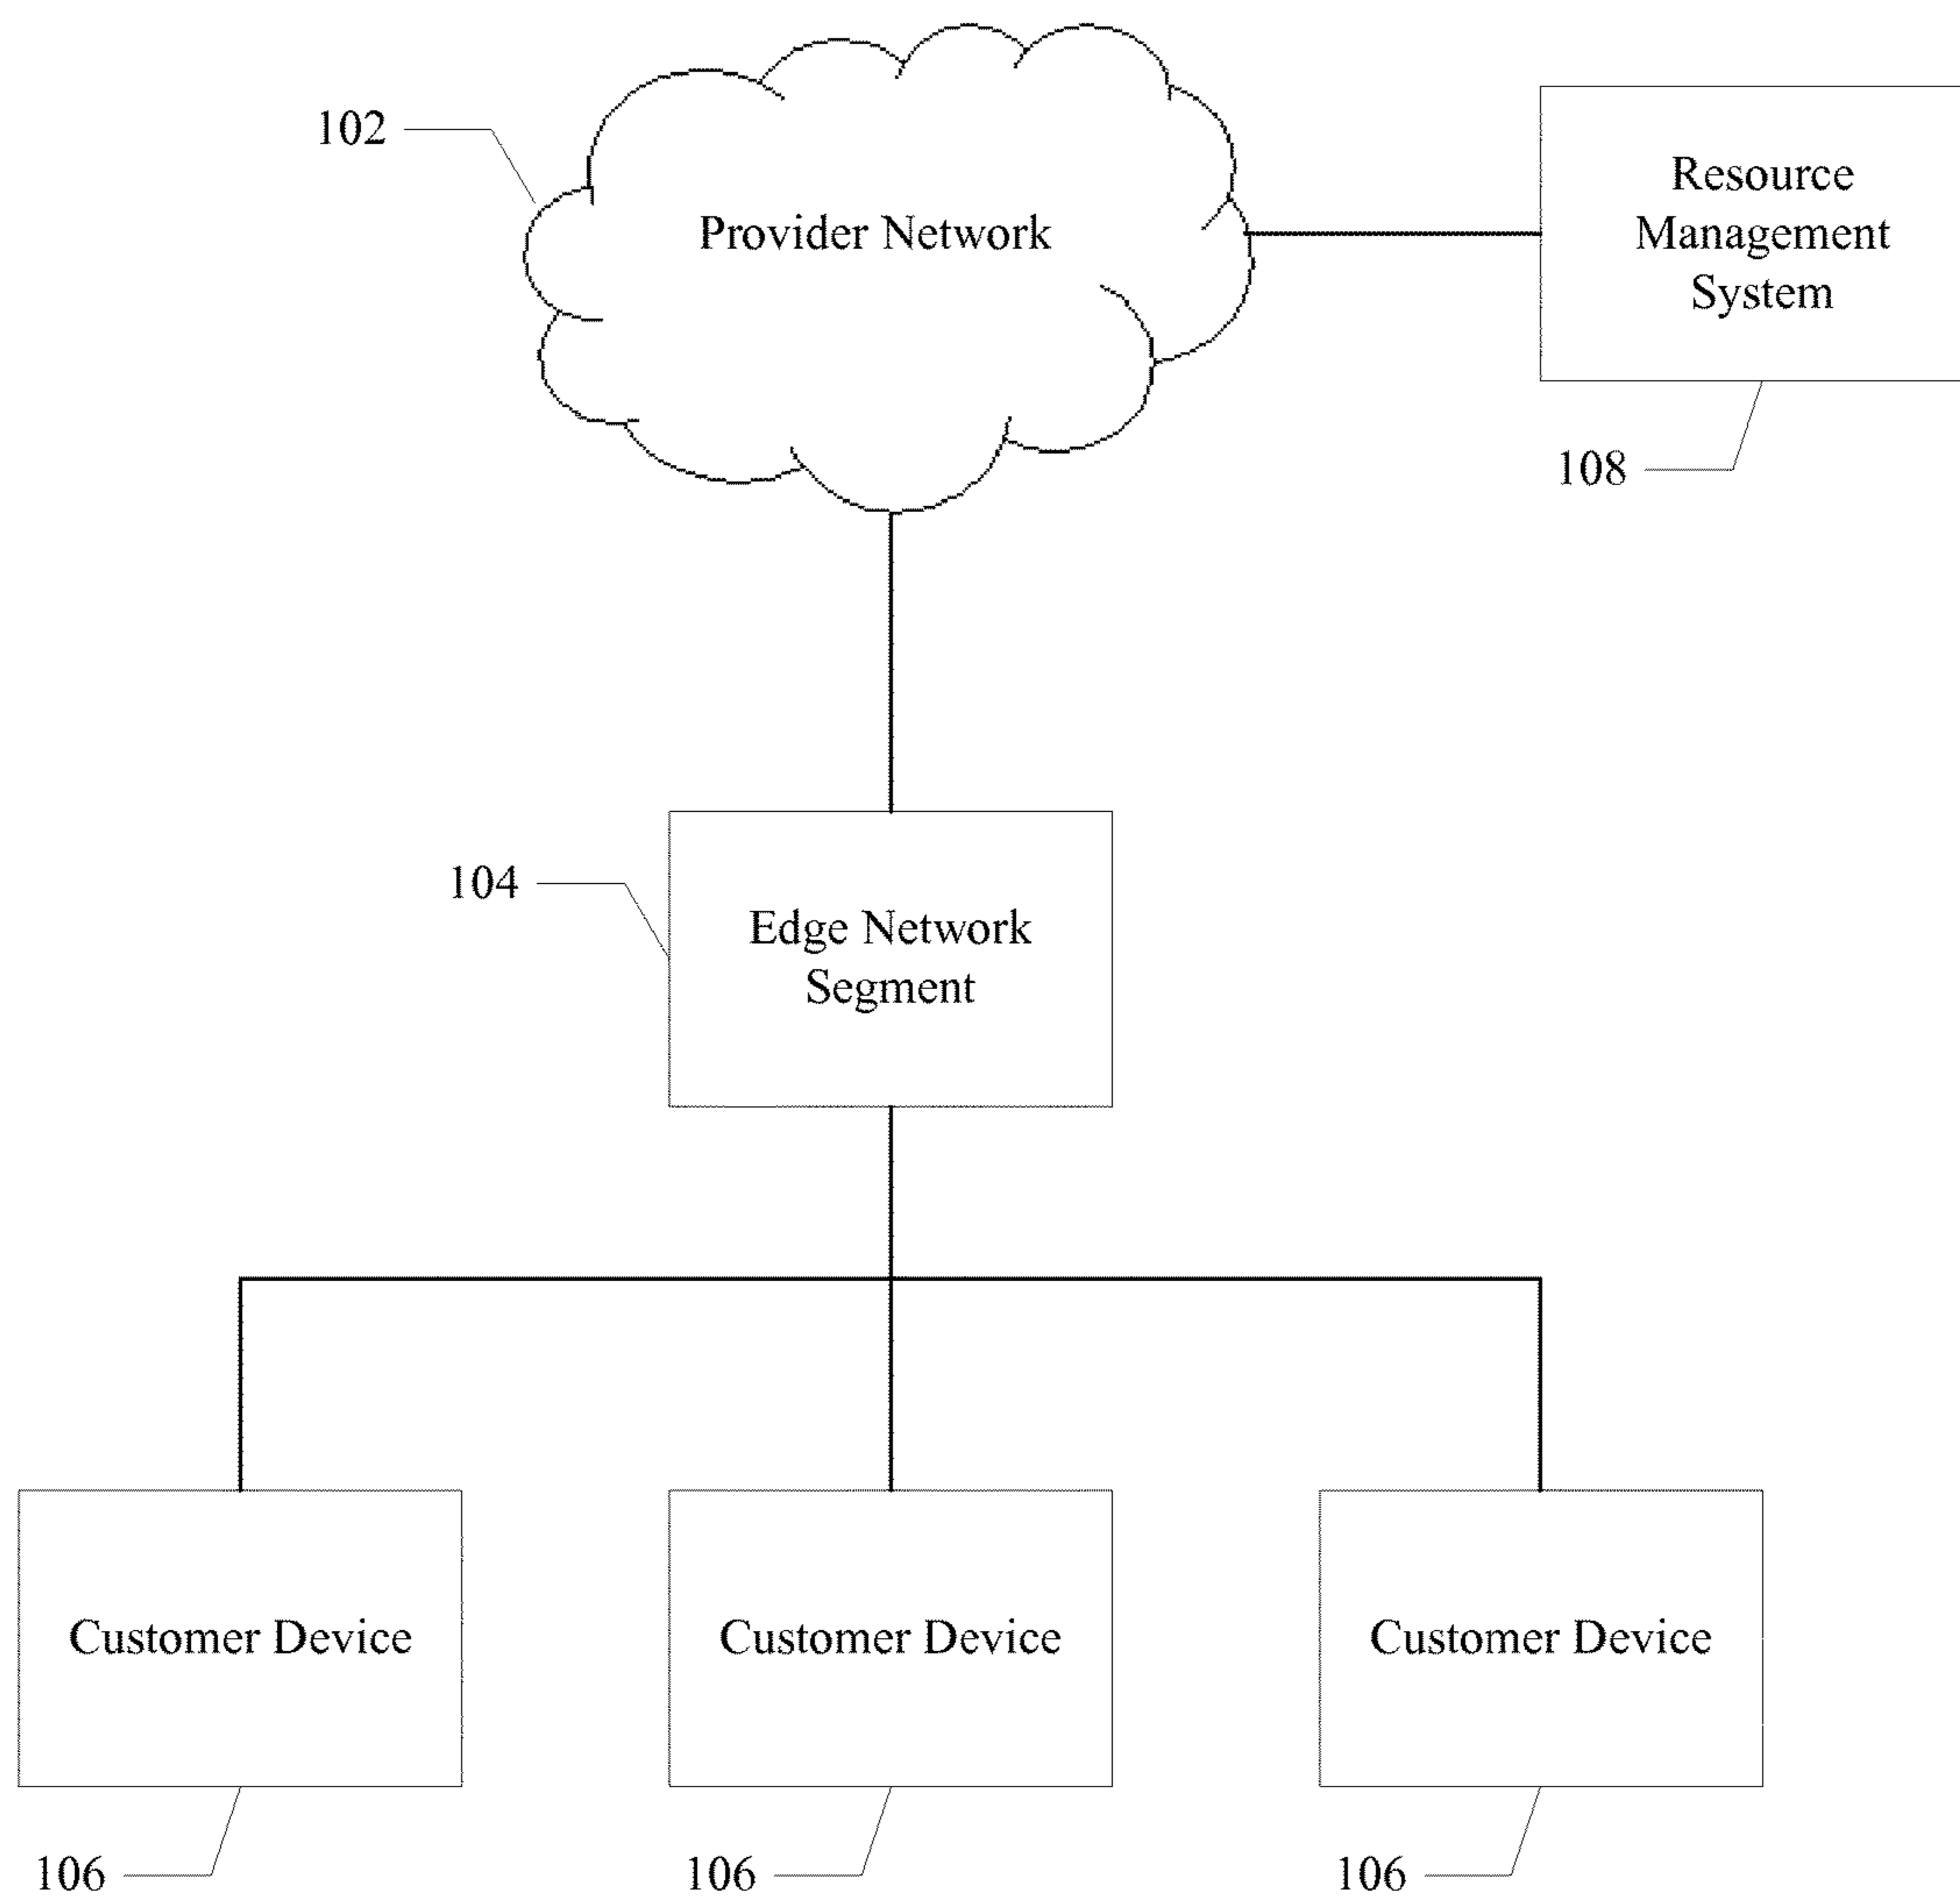 102
Provider Network
Resource
Management
System
108
104
Edge Network
Segment
Customer Device
Customer Device
Customer Device
106
106
106